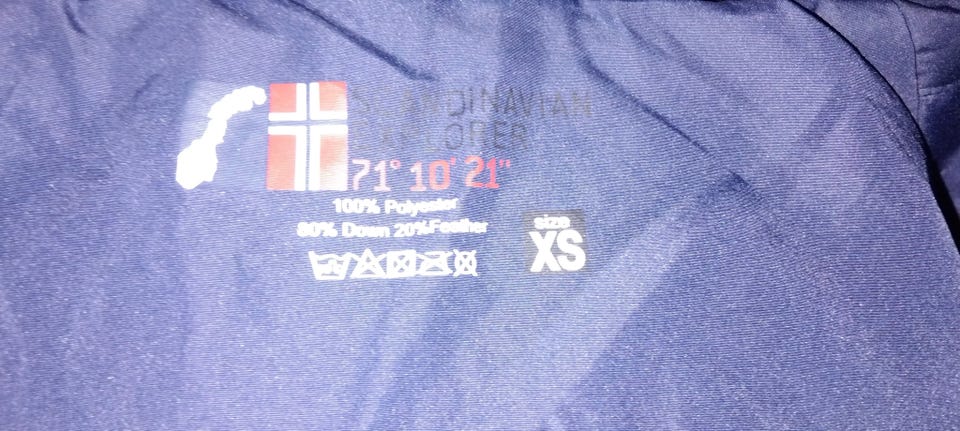 SCANDINAVIAN
EXPLORER
71° 10' 21"
100% Polyester
80% Down 20%Feather
size
XS